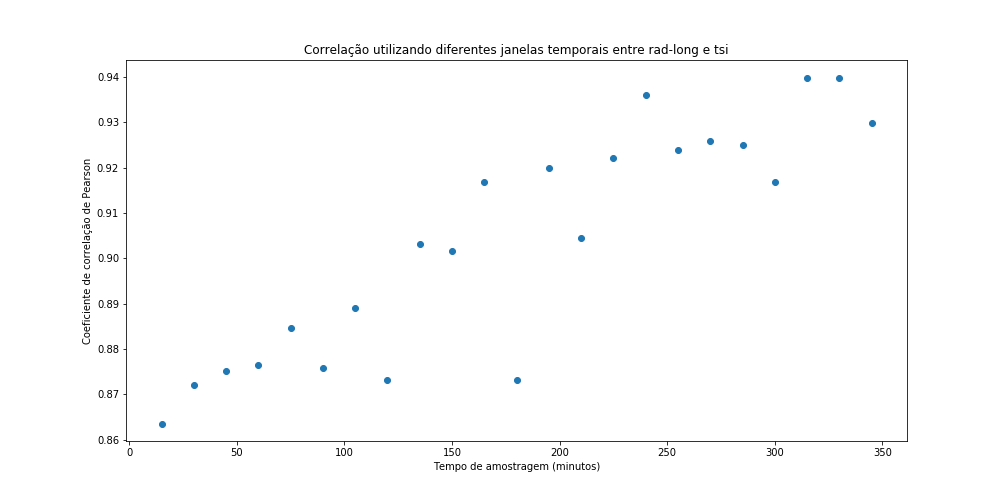 Correlação utilizando diferentes janelas temporais entre rad-long e tsi
Coeficiente de correlação de Pearson
0.94
0.93
0.92
0.91
0.90
0.89
0.88
0.87
0.86
0 50 100 150 200 250 300 350
Tempo de amostragem (minutos)